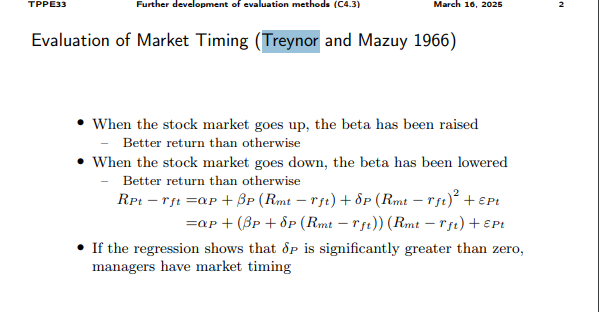 TPPE33 Further development of evaluation methods (C4.3) March 16, 2025 2
Evaluation of Market Timing (Treynor and Mazuy 1966)
• When the stock market goes up, the beta has been raised
– Better return than otherwise
• When the stock market goes down, the beta has been lowered
– Better return than otherwise
R_{Pt} − r_{ft} =α_P + β_P (R_{mt} − r_{ft}) + δ_P (R_{mt} − r_{ft})² + ε_{Pt}
=α_P + (β_P + δ_P (R_{mt} − r_{ft})) (R_{mt} − r_{ft}) + ε_{Pt}
• If the regression shows that δ_P is significantly greater than zero,
managers have market timing